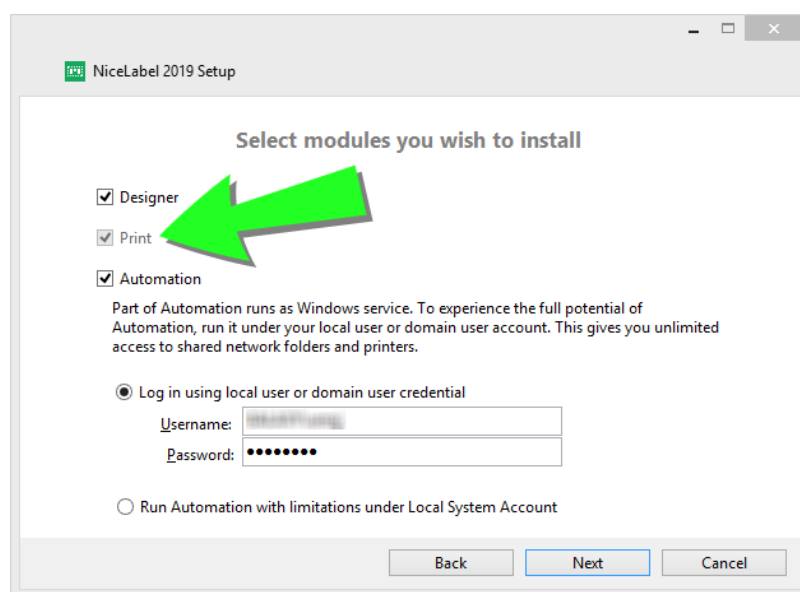 NiceLabel 2019 Setup
Select modules you wish to install
Designer
Print
Automation
Part of Automation runs as Windows service. To experience the full potential of
Automation, run it under your local user or domain user account. This gives you unlimited
access to shared network folders and printers.
Log in using local user or domain user credential
Username:
Password: ●●●●●●●●
Run Automation with limitations under Local System Account
Back Next Cancel